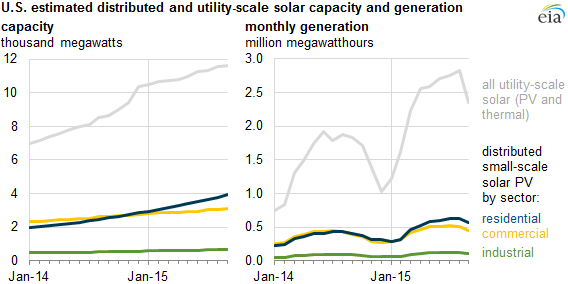 U.S. estimated distributed and utility-scale solar capacity and generation
capacity
thousand megawatts
monthly generation
million megawatthours
eia
12
10
8
6
4
2
0
Jan-14
Jan-15
3.0
2.5
2.0
1.5
1.0
0.5
0.0
Jan-14
Jan-15
all utility-scale
solar (PV and
thermal)
distributed
small-scale
solar PV
by sector:
residential
commercial
industrial